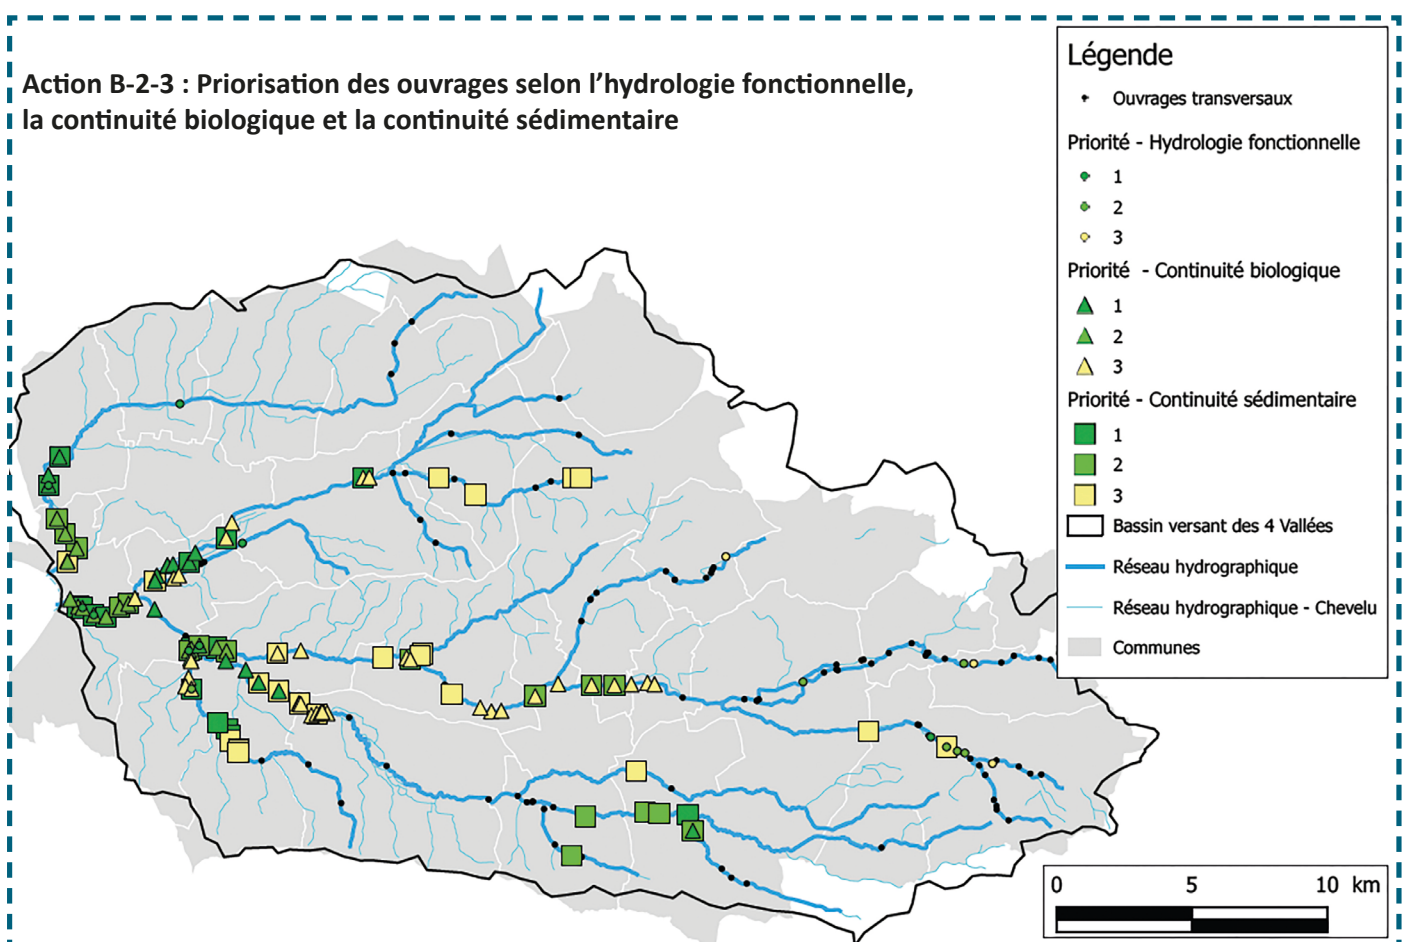 Action B-2-3 : Priorisation des ouvrages selon l’hydrologie fonctionnelle,
la continuité biologique et la continuité sédimentaire
Légende
Ouvrages transversaux
Priorité - Hydrologie fonctionnelle
1
2
3
Priorité - Continuité biologique
1
2
3
Priorité - Continuité sédimentaire
1
2
3
Bassin versant des 4 Vallées
Réseau hydrographique
Réseau hydrographique - Chevelu
Communes
0 5 10 km